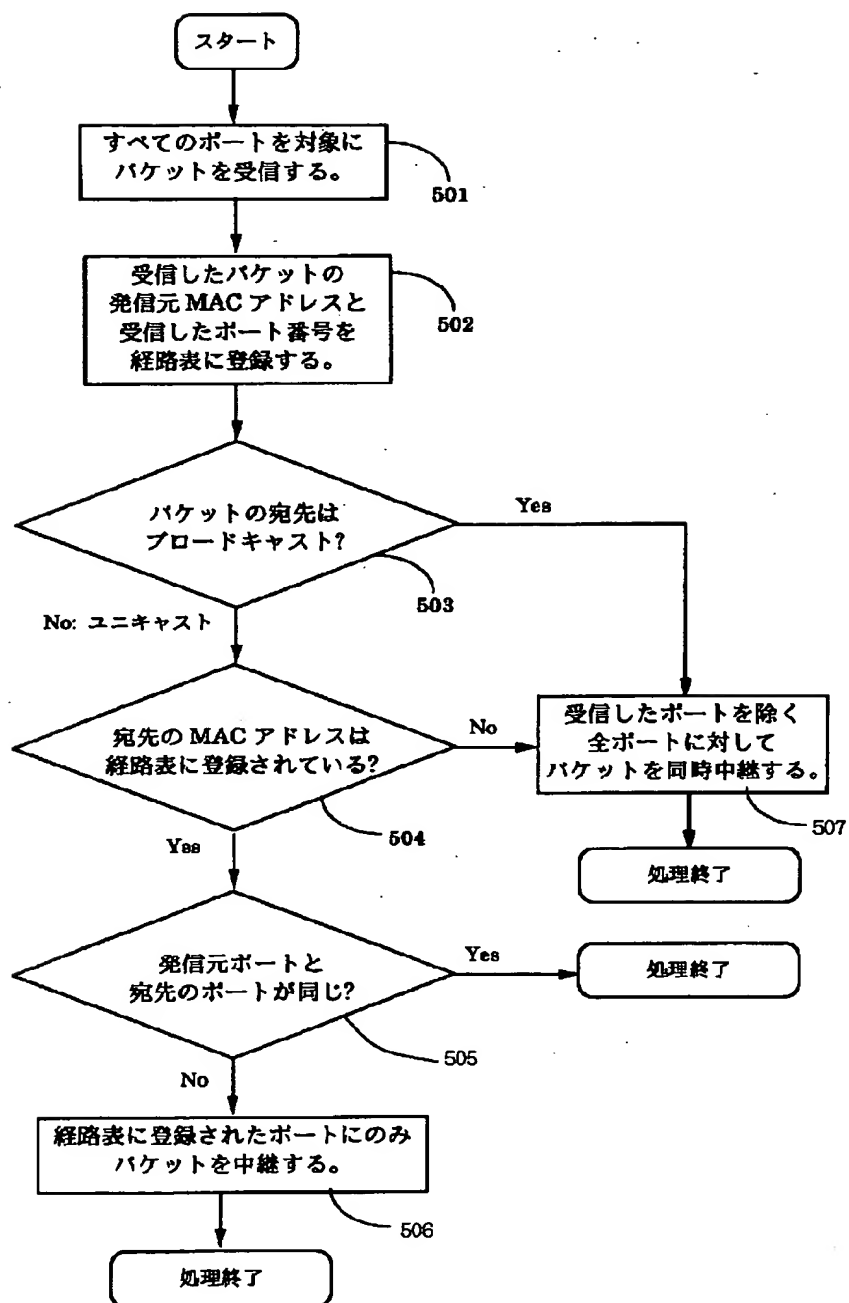 スタート
すべてのポートを対象に
パケットを受信する。
501
受信したパケットの
発信元 MAC アドレスと
受信したポート番号を
経路表に登録する。
502
パケットの宛先は
ブロードキャスト?
Yes
503
No: ユニキャスト
宛先の MAC アドレスは
経路表に登録されている?
No
504
受信したポートを除く
全ポートに対して
パケットを同時中継する。
507
処理終了
Yes
発信元ポートと
宛先のポートが同じ?
Yes
処理終了
505
No
経路表に登録されたポートにのみ
パケットを中継する。
506
処理終了